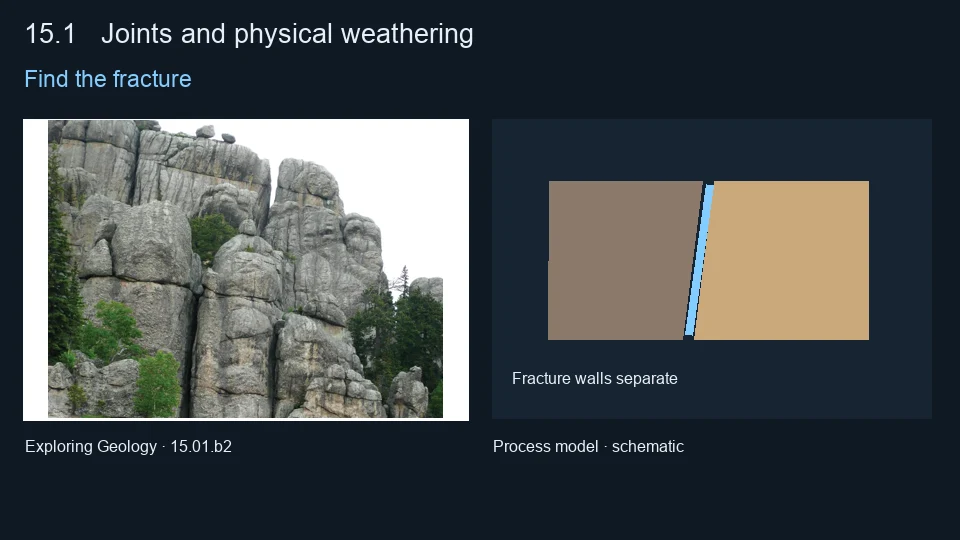 15.1 Joints and physical weathering
Find the fracture
Fracture walls separate
Exploring Geology · 15.01.b2
Process model · schematic